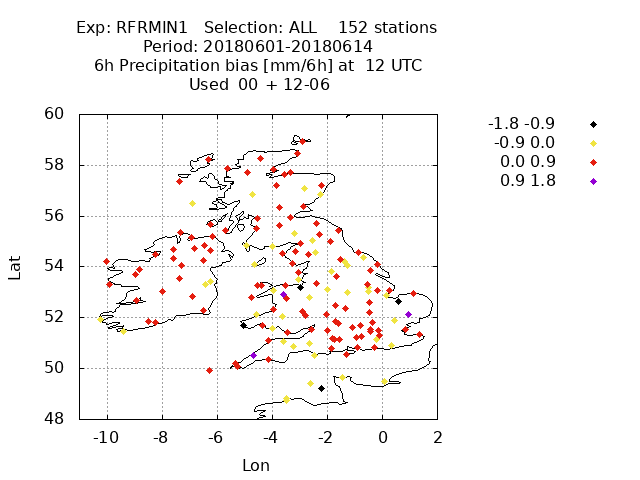 Exp: RFRMIN1 Selection: ALL 152 stations
Period: 20180601-20180614
6h Precipitation bias [mm/6h] at 12 UTC
Used 00 + 12-06
-1.8 -0.9
-0.9 0.0
0.0 0.9
0.9 1.8
60
58
56
54
52
50
48
Lat
-10 -8 -6 -4 -2 0 2
Lon